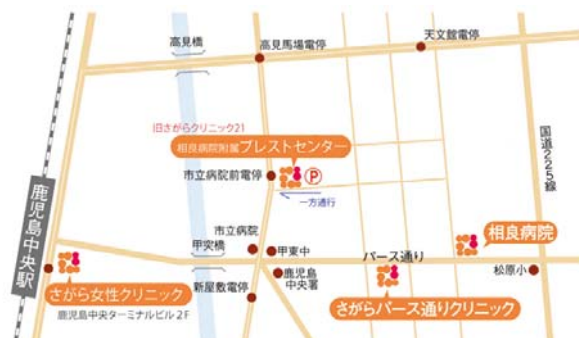 高見橋
高見馬場電停
天文館電停
旧さがらクリニック21
相良病院附属ブレストセンター
P
市立病院前電停
一方通行
国道225線
鹿児島中央駅
市立病院
甲突橋
甲東中
パース通り
相良病院
さがら女性クリニック
鹿児島中央ターミナルビル2F
新屋敷電停
鹿児島
中央署
さがらパース通りクリニック
松原小